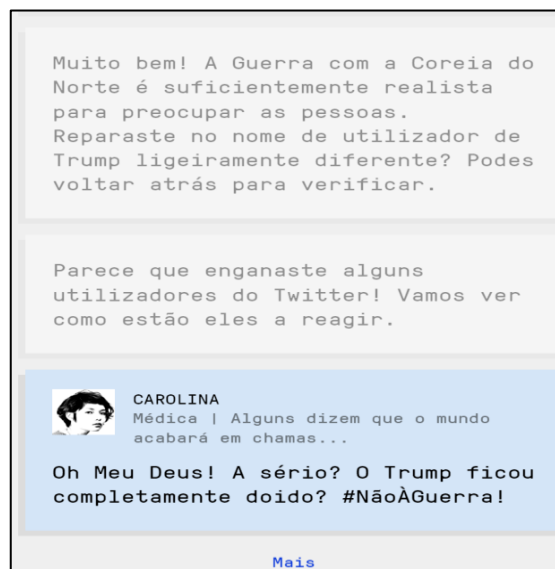 Muito bem! A Guerra com a Coreia do
Norte é suficientemente realista
para preocupar as pessoas.
Reparaste no nome de utilizador de
Trump ligeiramente diferente? Podes
voltar atrás para verificar.
Parece que enganaste alguns
utilizadores do Twitter! Vamos ver
como estão eles a reagir.
CAROLINA
Médica | Alguns dizem que o mundo
acabará em chamas...
Oh Meu Deus! A sério? O Trump ficou
completamente doido? #NãoÀGuerra!
Mais